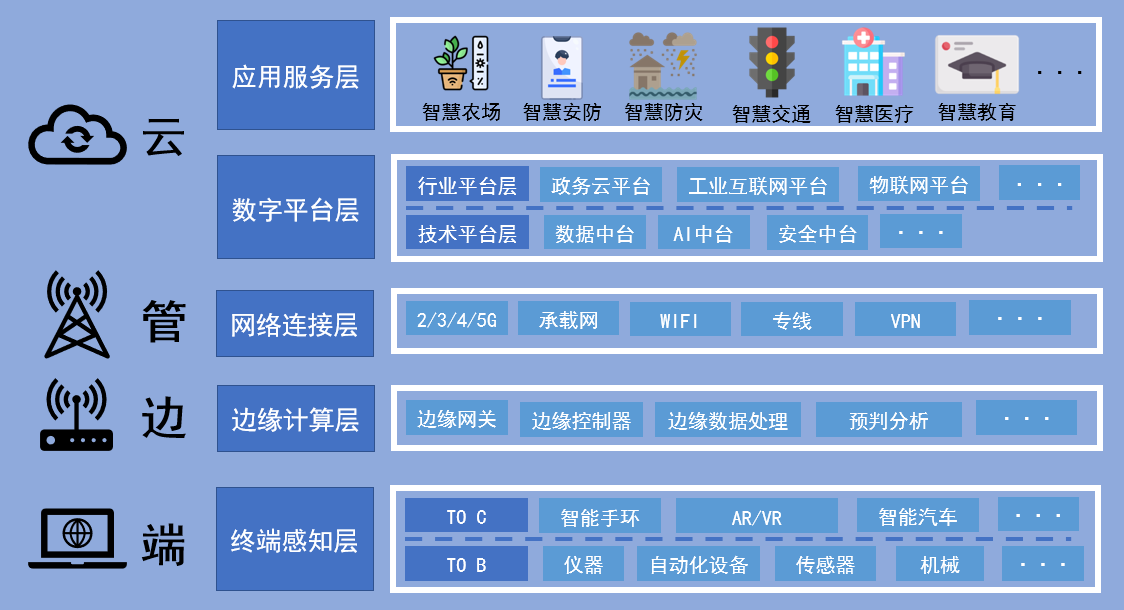 云
应用服务层
智慧农场 智慧安防 智慧防灾 智慧交通 智慧医疗 智慧教育 ···
数字平台层
行业平台层 政务云平台 工业互联网平台 物联网平台 ···
技术平台层 数据中台 AI中台 安全中台 ···
管
网络连接层
2/3/4/5G 承载网 WIFI 专线 VPN ···
边
边缘计算层
边缘网关 边缘控制器 边缘数据处理 预判分析 ···
端
终端感知层
TO C 智能手环 AR/VR 智能汽车 ···
TO B 仪器 自动化设备 传感器 机械 ···